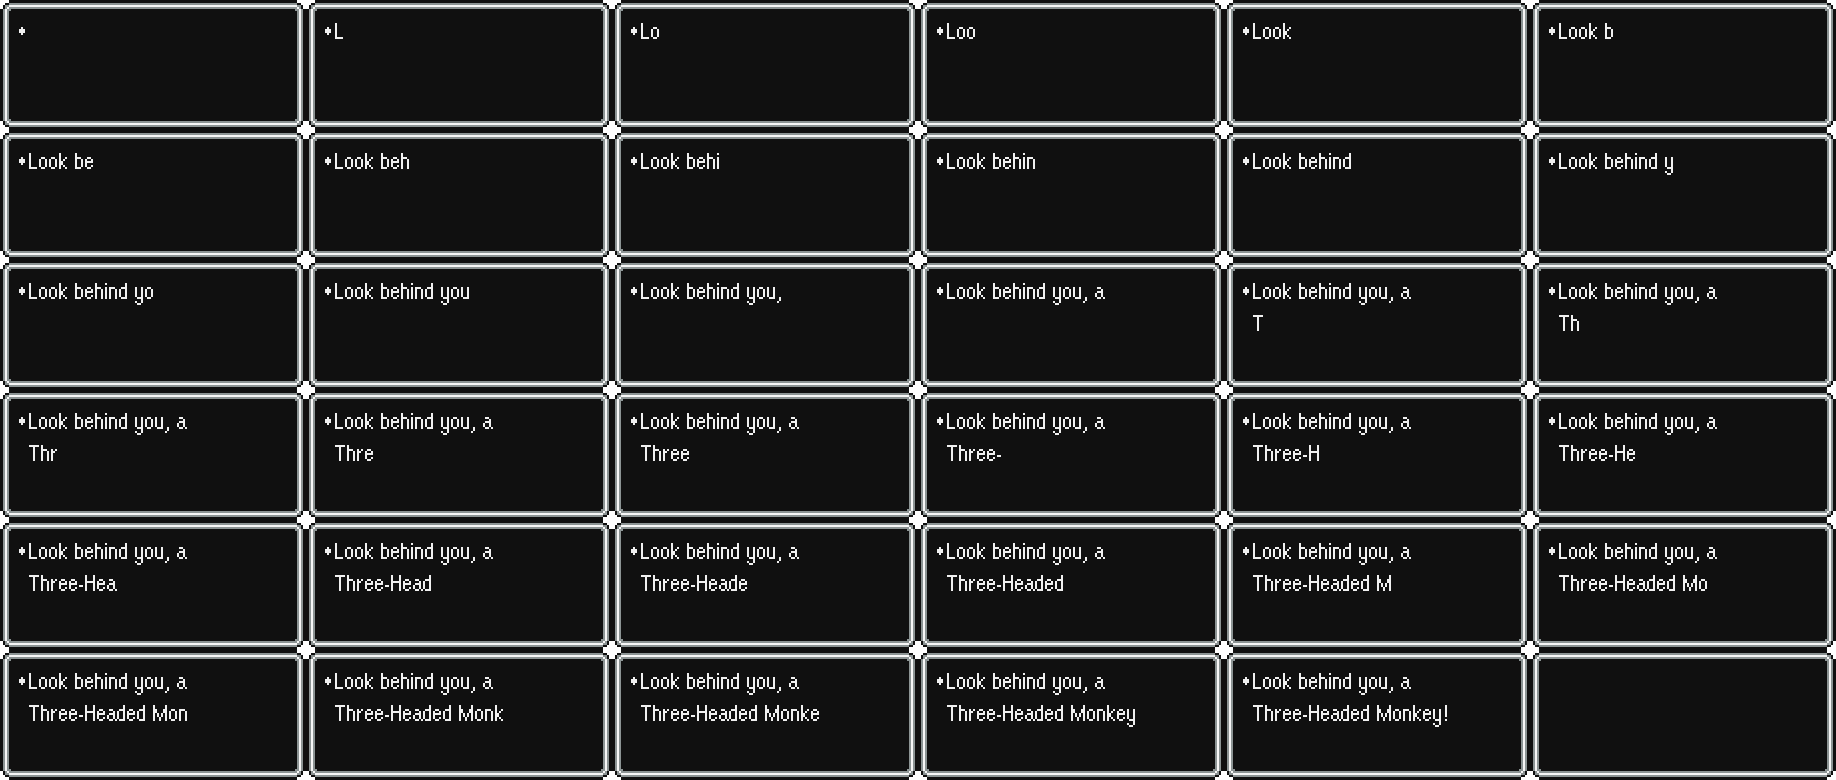 •
•L
•Lo
•Loo
•Look
•Look b
•Look be
•Look beh
•Look behi
•Look behin
•Look behind
•Look behind y
•Look behind yo
•Look behind you
•Look behind you,
•Look behind you, a
•Look behind you, a
T
•Look behind you, a
Th
•Look behind you, a
Thr
•Look behind you, a
Thre
•Look behind you, a
Three
•Look behind you, a
Three-
•Look behind you, a
Three-H
•Look behind you, a
Three-He
•Look behind you, a
Three-Hea
•Look behind you, a
Three-Head
•Look behind you, a
Three-Heade
•Look behind you, a
Three-Headed
•Look behind you, a
Three-Headed M
•Look behind you, a
Three-Headed Mo
•Look behind you, a
Three-Headed Mon
•Look behind you, a
Three-Headed Monk
•Look behind you, a
Three-Headed Monke
•Look behind you, a
Three-Headed Monkey
•Look behind you, a
Three-Headed Monkey!